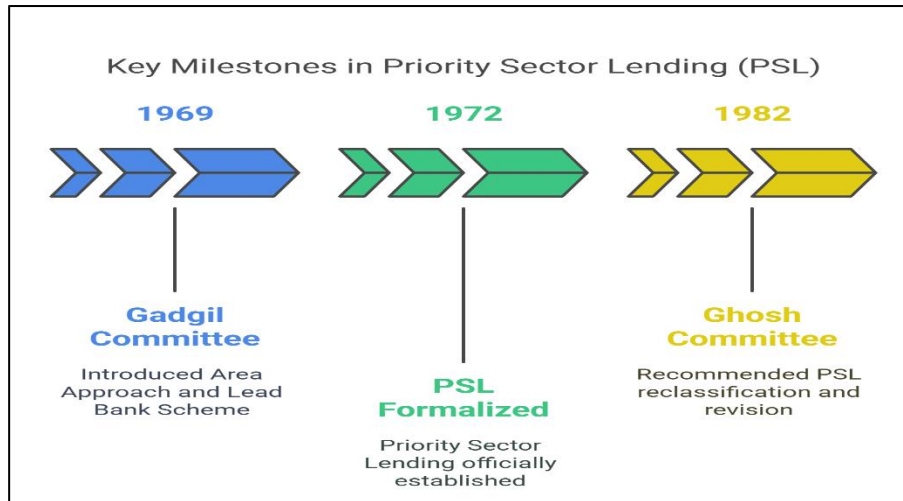 Key Milestones in Priority Sector Lending (PSL)
1969
1972
1982
Gadgil
Committee
Introduced Area
Approach and Lead
Bank Scheme
PSL
Formalized
Priority Sector
Lending officially
established
Ghosh
Committee
Recommended PSL
reclassification and
revision